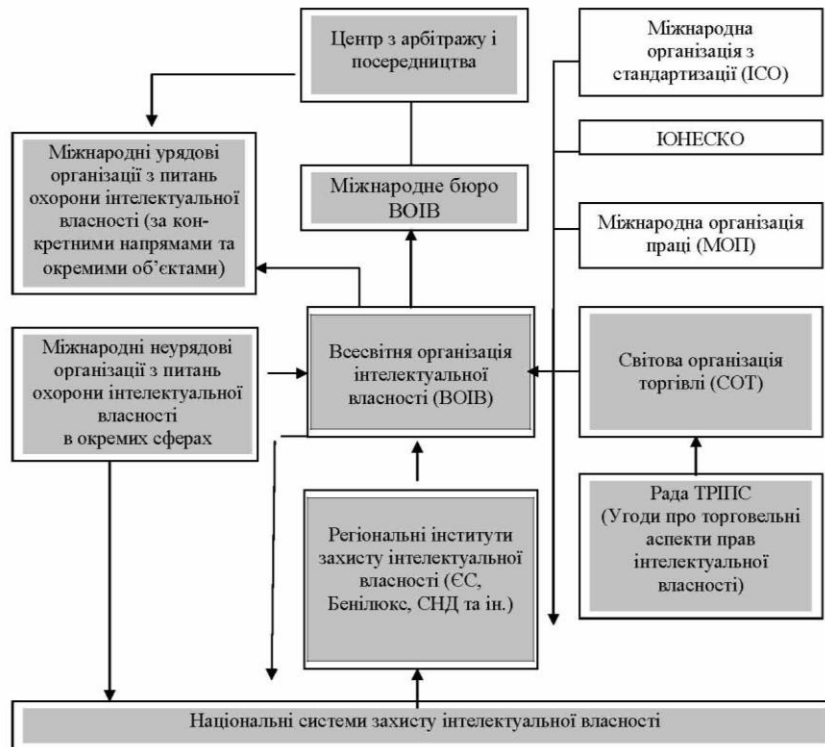 Центр з арбітражу і
посередництва
Міжнародна
організація з
стандартизації (ІСО)
Міжнародні урядові
організації з питань
охорони інтелектуальної
власності (за кон-
кретними напрямами та
окремими об’єктами)
ЮНЕСКО
Міжнародне бюро
ВОІВ
Міжнародна організація
праці (МОП)
Міжнародні неурядові
організації з питань
охорони інтелектуальної
власності
в окремих сферах
Всесвітня організація
інтелектуальної
власності (ВОІВ)
Світова організація
торгівлі (СОТ)
Регіональні інститути
захисту інтелектуальної
власності (ЄС,
Бенілюкс, СНД та ін.)
Рада ТРІПС
(Угоди про торговельні
аспекти прав
інтелектуальної
власності)
Національні системи захисту інтелектуальної власності